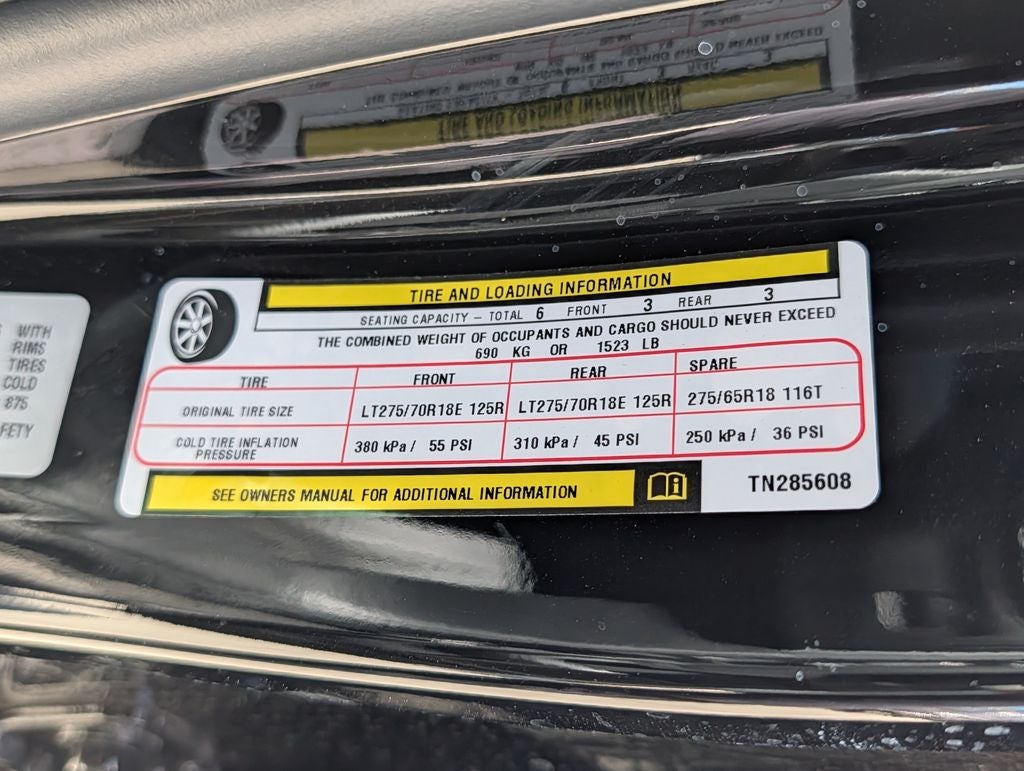 TIRE AND LOADING INFORMATION
SEATING CAPACITY – TOTAL 6 FRONT 3 REAR 3
THE COMBINED WEIGHT OF OCCUPANTS AND CARGO SHOULD NEVER EXCEED
690 KG OR 1523 LB
TIRE FRONT REAR SPARE
ORIGINAL TIRE SIZE LT275/70R18E 125R LT275/70R18E 125R 275/65R18 116T
COLD TIRE INFLATION
PRESSURE 380 kPa / 55 PSI 310 kPa / 45 PSI 250 kPa / 36 PSI
SEE OWNERS MANUAL FOR ADDITIONAL INFORMATION TN285608
WITH
RIMS
TIRES
COLD
875